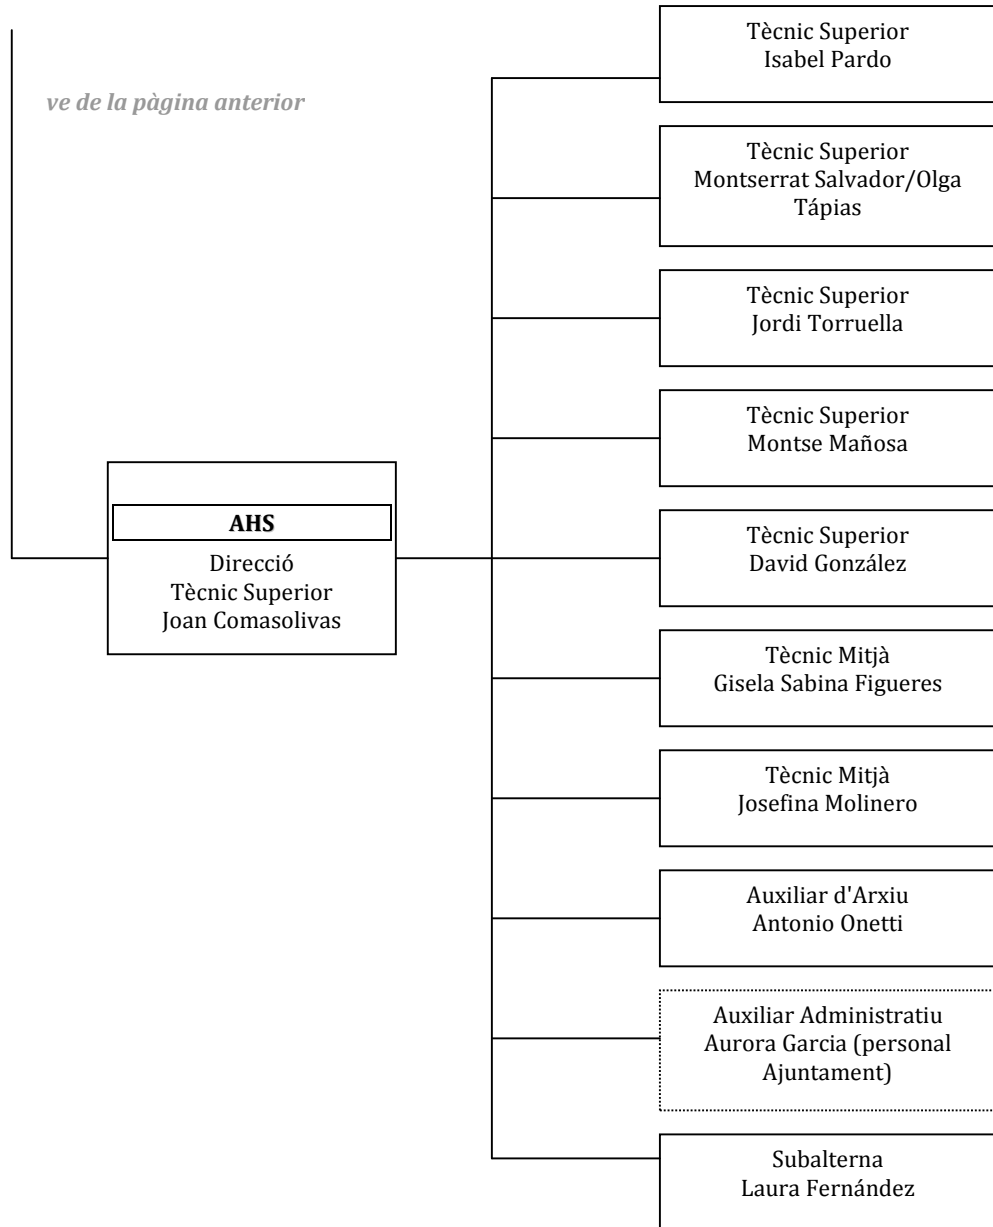 ve de la pàgina anterior
AHS
Direcció
Tècnic Superior
Joan Comasolivas
Tècnic Superior
Isabel Pardo
Tècnic Superior
Montserrat Salvador/Olga
Tápias
Tècnic Superior
Jordi Torruella
Tècnic Superior
Montse Mañosa
Tècnic Superior
David González
Tècnic Mitjà
Gisela Sabina Figueres
Tècnic Mitjà
Josefina Molinero
Auxiliar d'Arxiu
Antonio Onetti
Auxiliar Administratiu
Aurora Garcia (personal
Ajuntament)
Subalterna
Laura Fernández